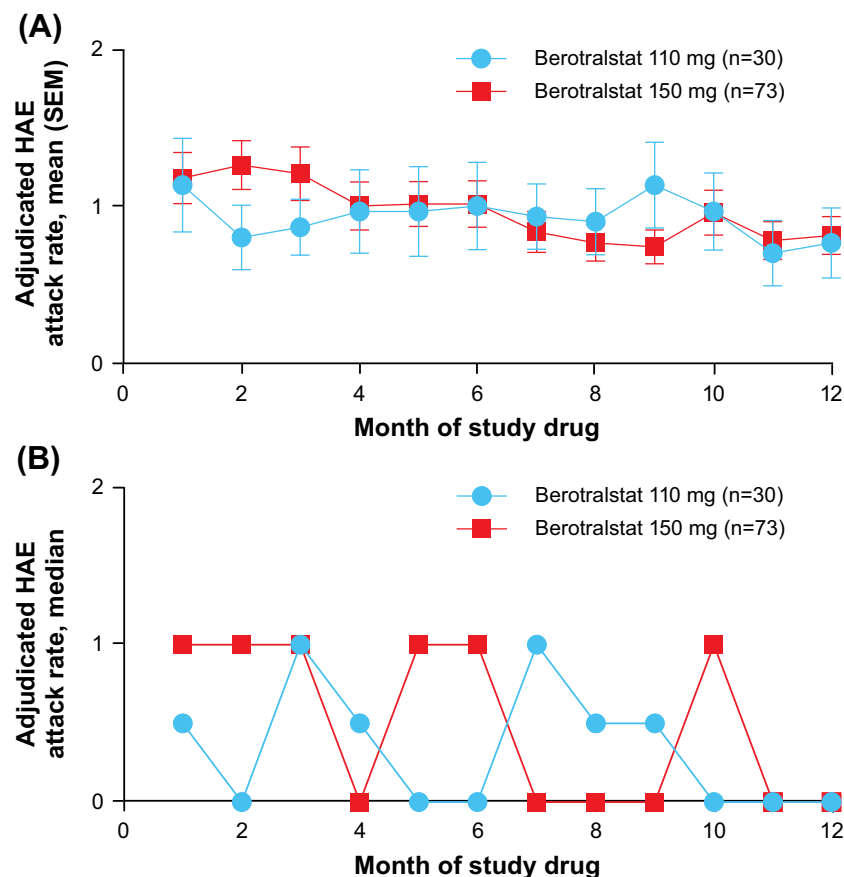 (A)
Adjudicated HAE
attack rate, mean (SEM)
2
1
0
Berotralstat 110 mg (n=30)
Berotralstat 150 mg (n=73)
0 2 4 6 8 10 12
Month of study drug
(B)
Adjudicated HAE
attack rate, median
2
1
0
Berotralstat 110 mg (n=30)
Berotralstat 150 mg (n=73)
0 2 4 6 8 10 12
Month of study drug